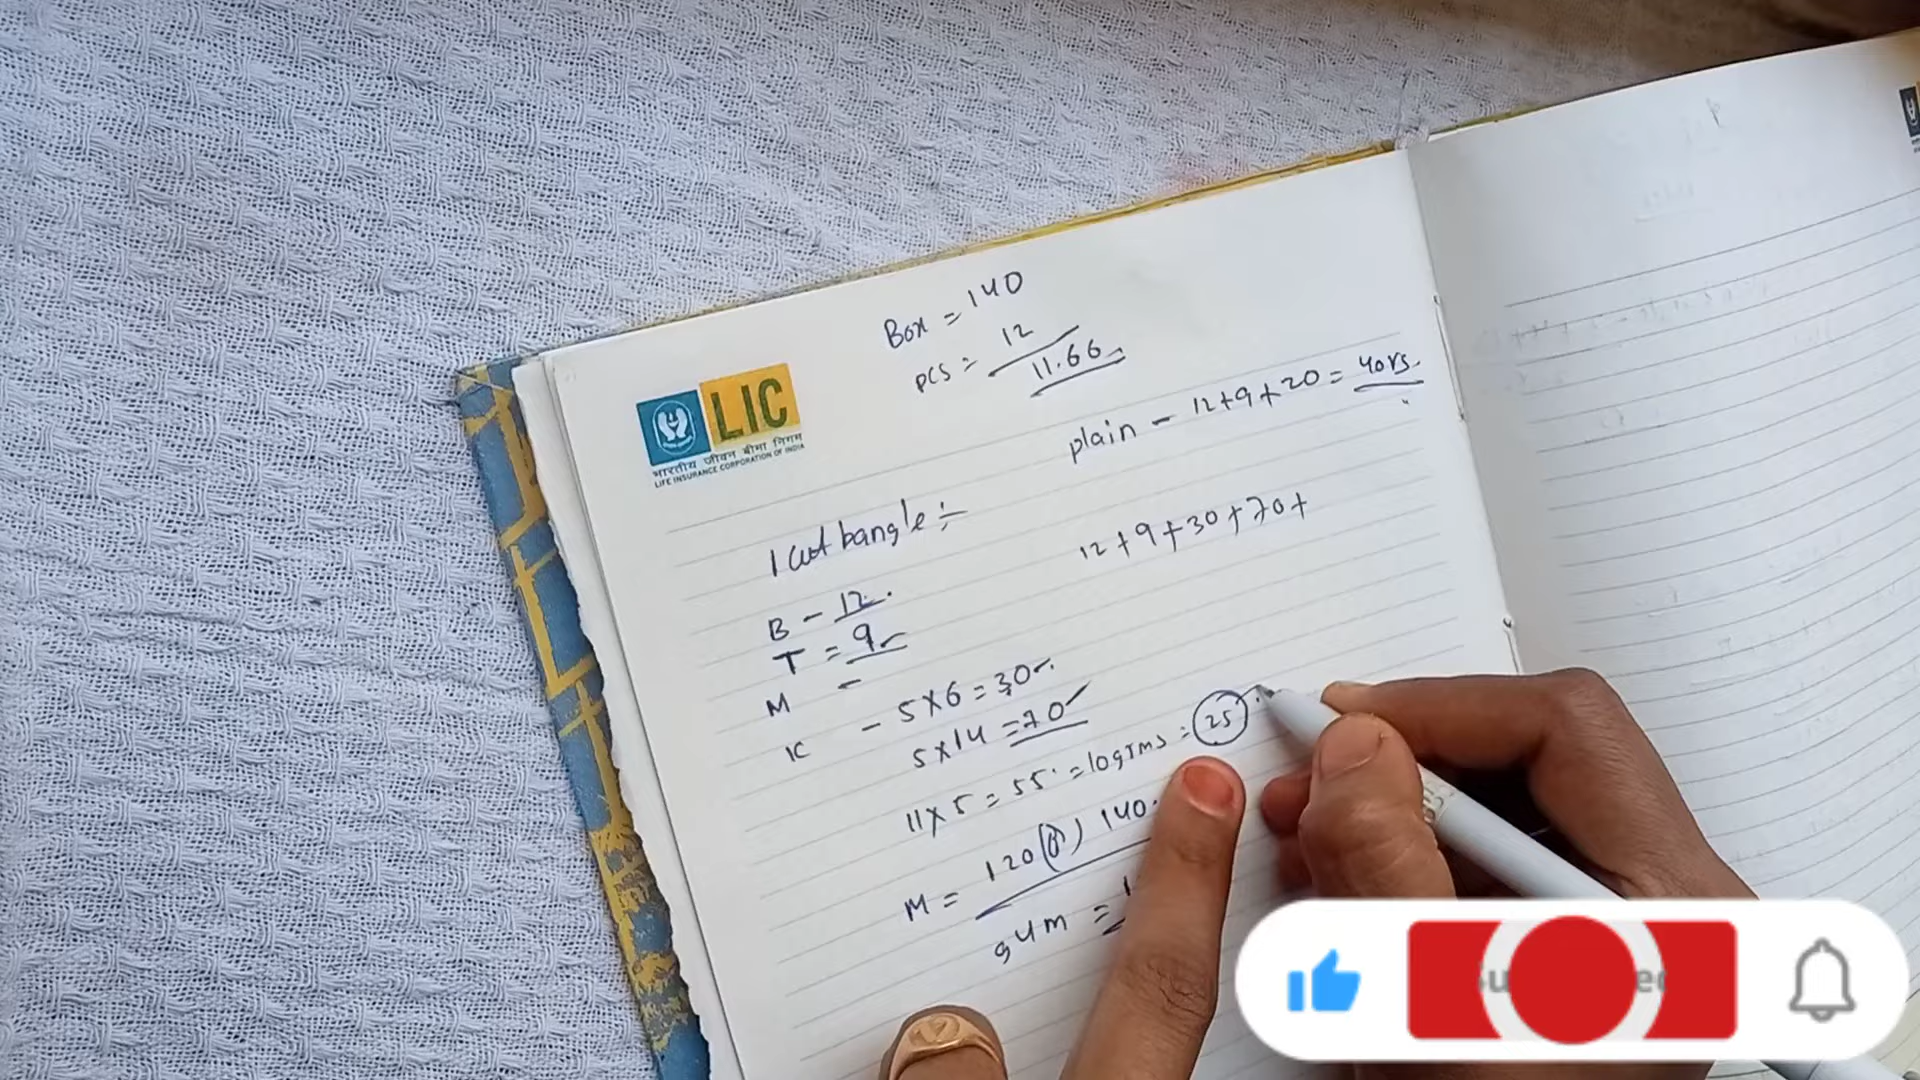 Box = 140
pcs = 12
11.66
LIC
भारतीय जीवन बीमा निगम
LIFE INSURANCE CORPORATION OF INDIA
plain - 12+9+20 = 40rs.
1 cut bangle :-
12+9+30+70+
B - 12.
T = 9
M -
IC - 5x6 = 30
5x14 = 70
11x5 = 55 = 10grms = 25
M = 120 140
gum =